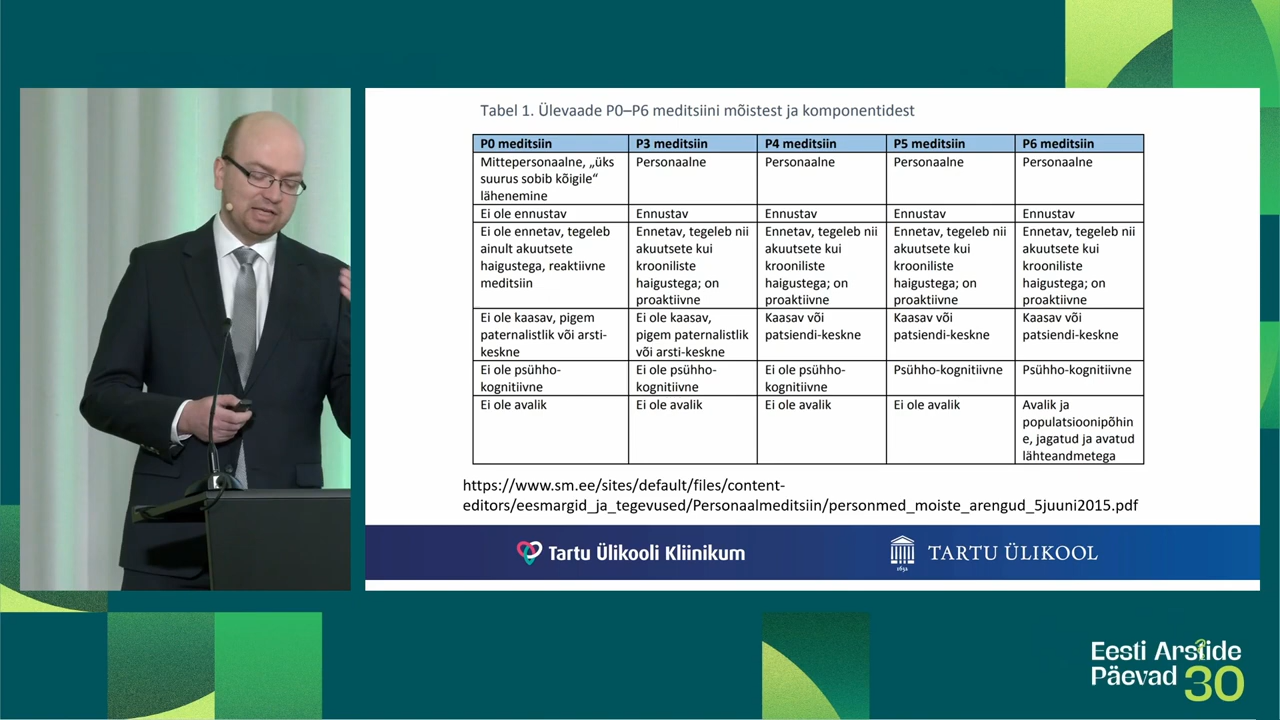 Tabel 1. Ülevaade P0–P6 meditsiini mõistest ja komponentidest
P0 meditsiin
P3 meditsiin
P4 meditsiin
P5 meditsiin
P6 meditsiin
Mittepersonaalne, „üks
suurus sobib kõigile“
lähenemine
Personaalne
Personaalne
Personaalne
Personaalne
Ei ole ennustav
Ennustav
Ennustav
Ennustav
Ennustav
Ei ole ennetav, tegeleb
ainult akuutsete
haigustega, reaktiivne
meditsiin
Ennetav, tegeleb nii
akuutsete kui
krooniliste
haigustega; on
proaktiivne
Ennetav, tegeleb nii
akuutsete kui
krooniliste
haigustega; on
proaktiivne
Ennetav, tegeleb nii
akuutsete kui
krooniliste
haigustega; on
proaktiivne
Ennetav, tegeleb nii
akuutsete kui
krooniliste
haigustega; on
proaktiivne
Ei ole kaasav, pigem
paternalistlik või arsti-
keskne
Ei ole kaasav,
pigem paternalistlik
või arsti-keskne
Kaasav või
patsiendi-keskne
Kaasav või
patsiendi-keskne
Kaasav või
patsiendi-keskne
Ei ole psühho-
kognitiivne
Ei ole psühho-
kognitiivne
Ei ole psühho-
kognitiivne
Psühho-kognitiivne
Psühho-kognitiivne
Ei ole avalik
Ei ole avalik
Ei ole avalik
Ei ole avalik
Avalik ja
populatsioonipõhin
e, jagatud ja avatud
lähteandmetega
https://www.sm.ee/sites/default/files/content-
editors/eesmargid_ja_tegevused/Personaalmeditsiin/personmed_moiste_arengud_5juuni2015.pdf
Tartu Ülikooli Kliinikum
1632
TARTU ÜLIKOOL
Eesti Arstide
Päevad 30